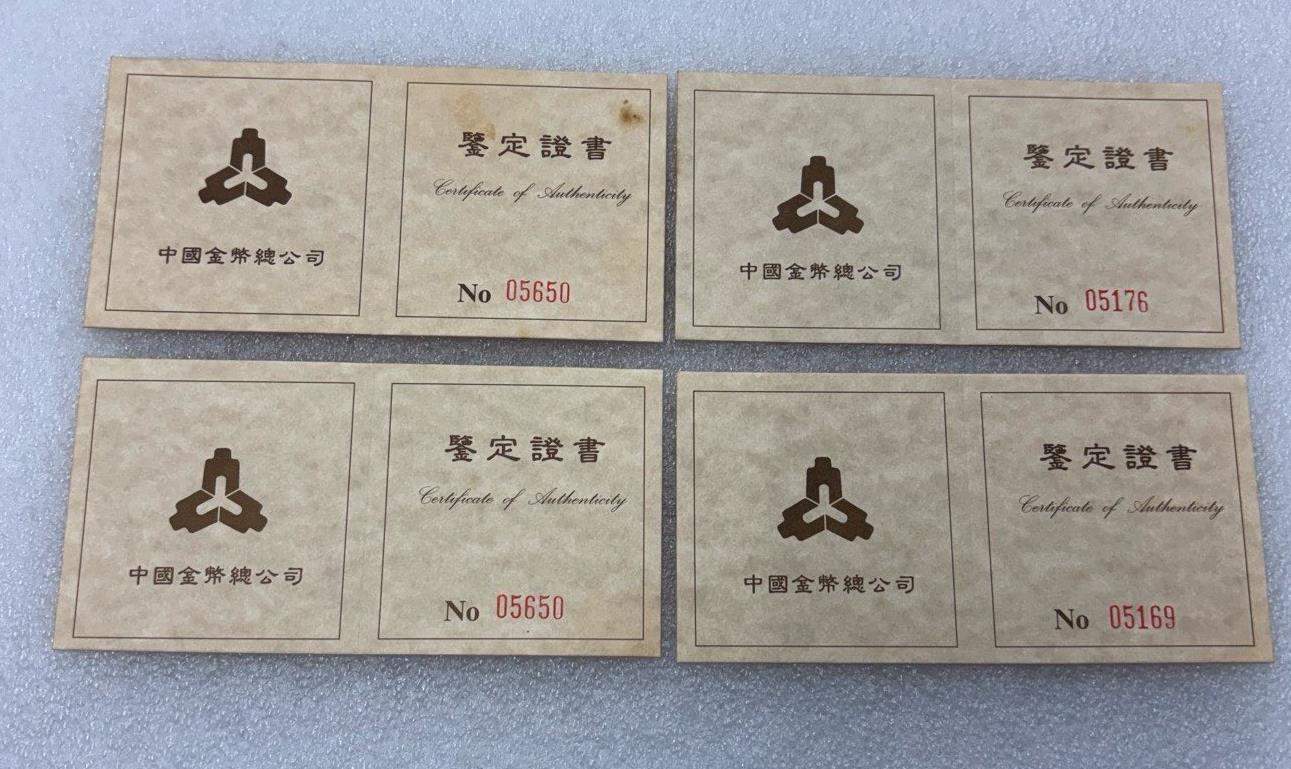 中國金幣總公司
鑒定證書
Certificate of Authenticity
No 05650
中國金幣總公司
鑒定證書
Certificate of Authenticity
No 05176
中國金幣總公司
鑒定證書
Certificate of Authenticity
No 05650
中國金幣總公司
鑒定證書
Certificate of Authenticity
No 05169